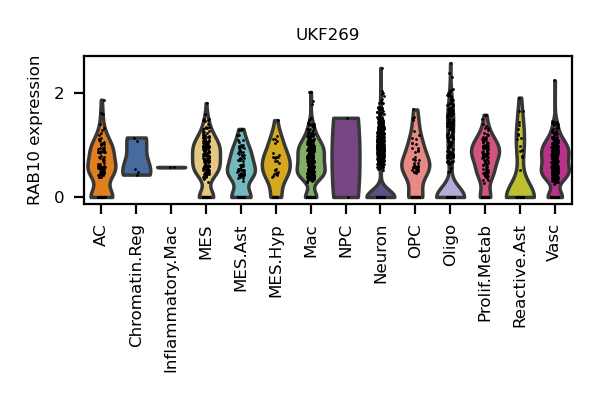 UKF269
RAB10 expression
2
0
AC
Chromatin.Reg
Inflammatory.Mac
MES
MES.Ast
MES.Hyp
Mac
NPC
Neuron
OPC
Oligo
Prolif.Metab
Reactive.Ast
Vasc